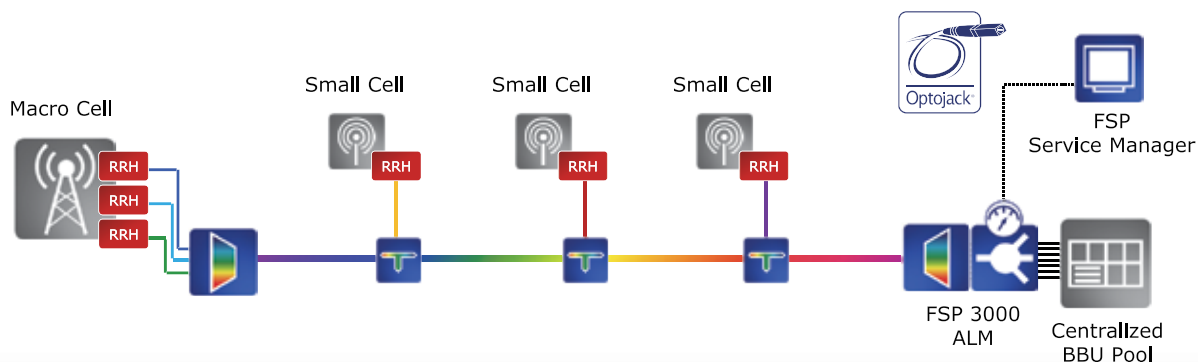 Macro Cell
RRH
RRH
RRH
Small Cell
RRH
Small Cell
RRH
Small Cell
RRH
Optojack™
FSP
Service Manager
FSP 3000
ALM
Centralized
BBU Pool